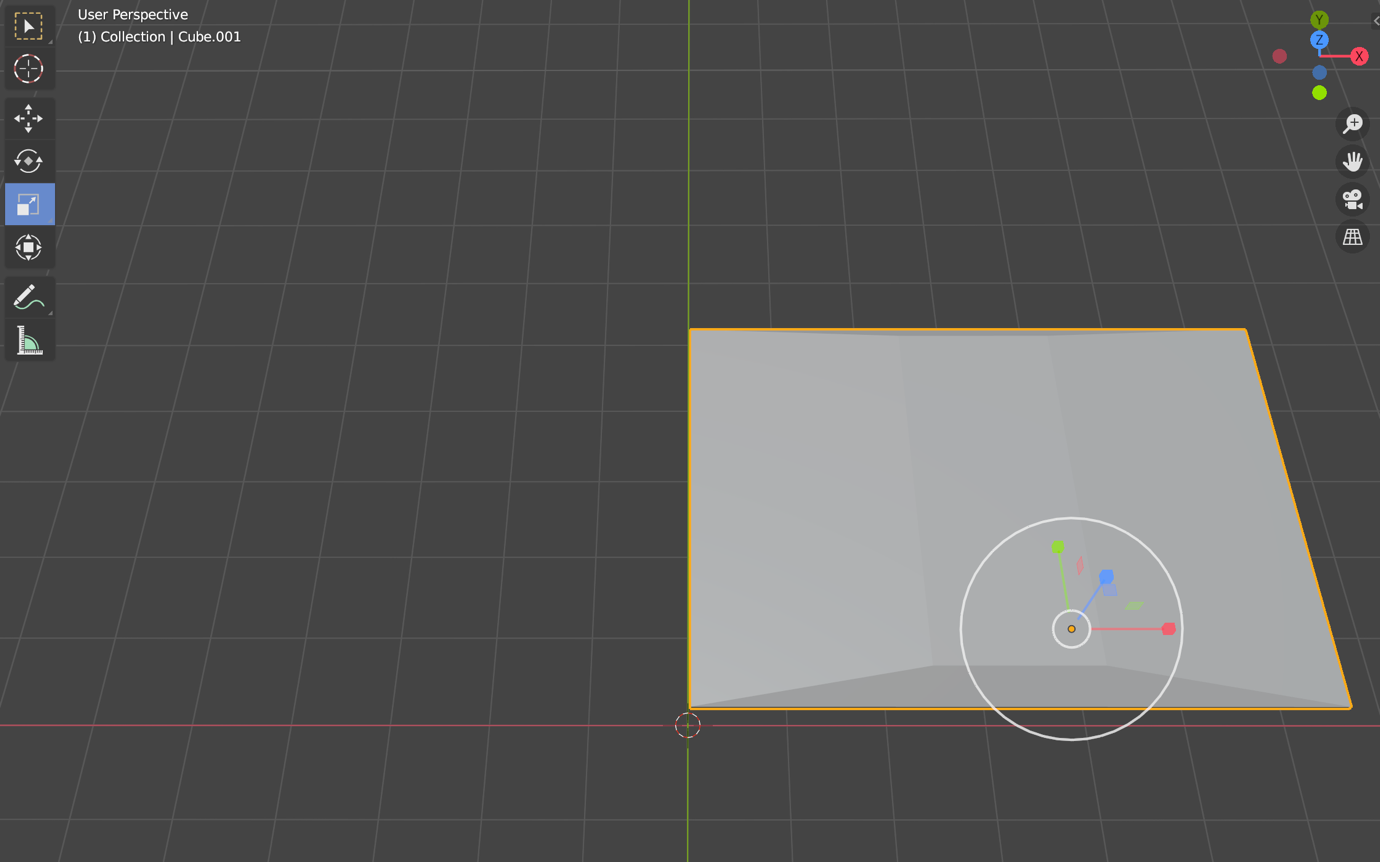 User Perspective
(1) Collection | Cube.001
Y
Z
X